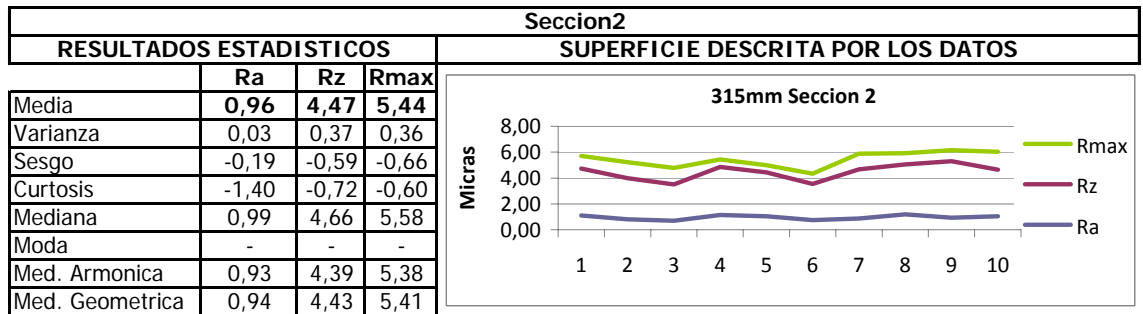 Seccion2
RESULTADOS ESTADISTICOS
SUPERFICIE DESCRITA POR LOS DATOS
Ra Rz Rmax
Media 0,96 4,47 5,44
Varianza 0,03 0,37 0,36
Sesgo -0,19 -0,59 -0,66
Curtosis -1,40 -0,72 -0,60
Mediana 0,99 4,66 5,58
Moda - - -
Med. Armonica 0,93 4,39 5,38
Med. Geometrica 0,94 4,43 5,41
315mm Seccion 2
Micras
8,00
6,00
4,00
2,00
0,00
1 2 3 4 5 6 7 8 9 10
Rmax
Rz
Ra